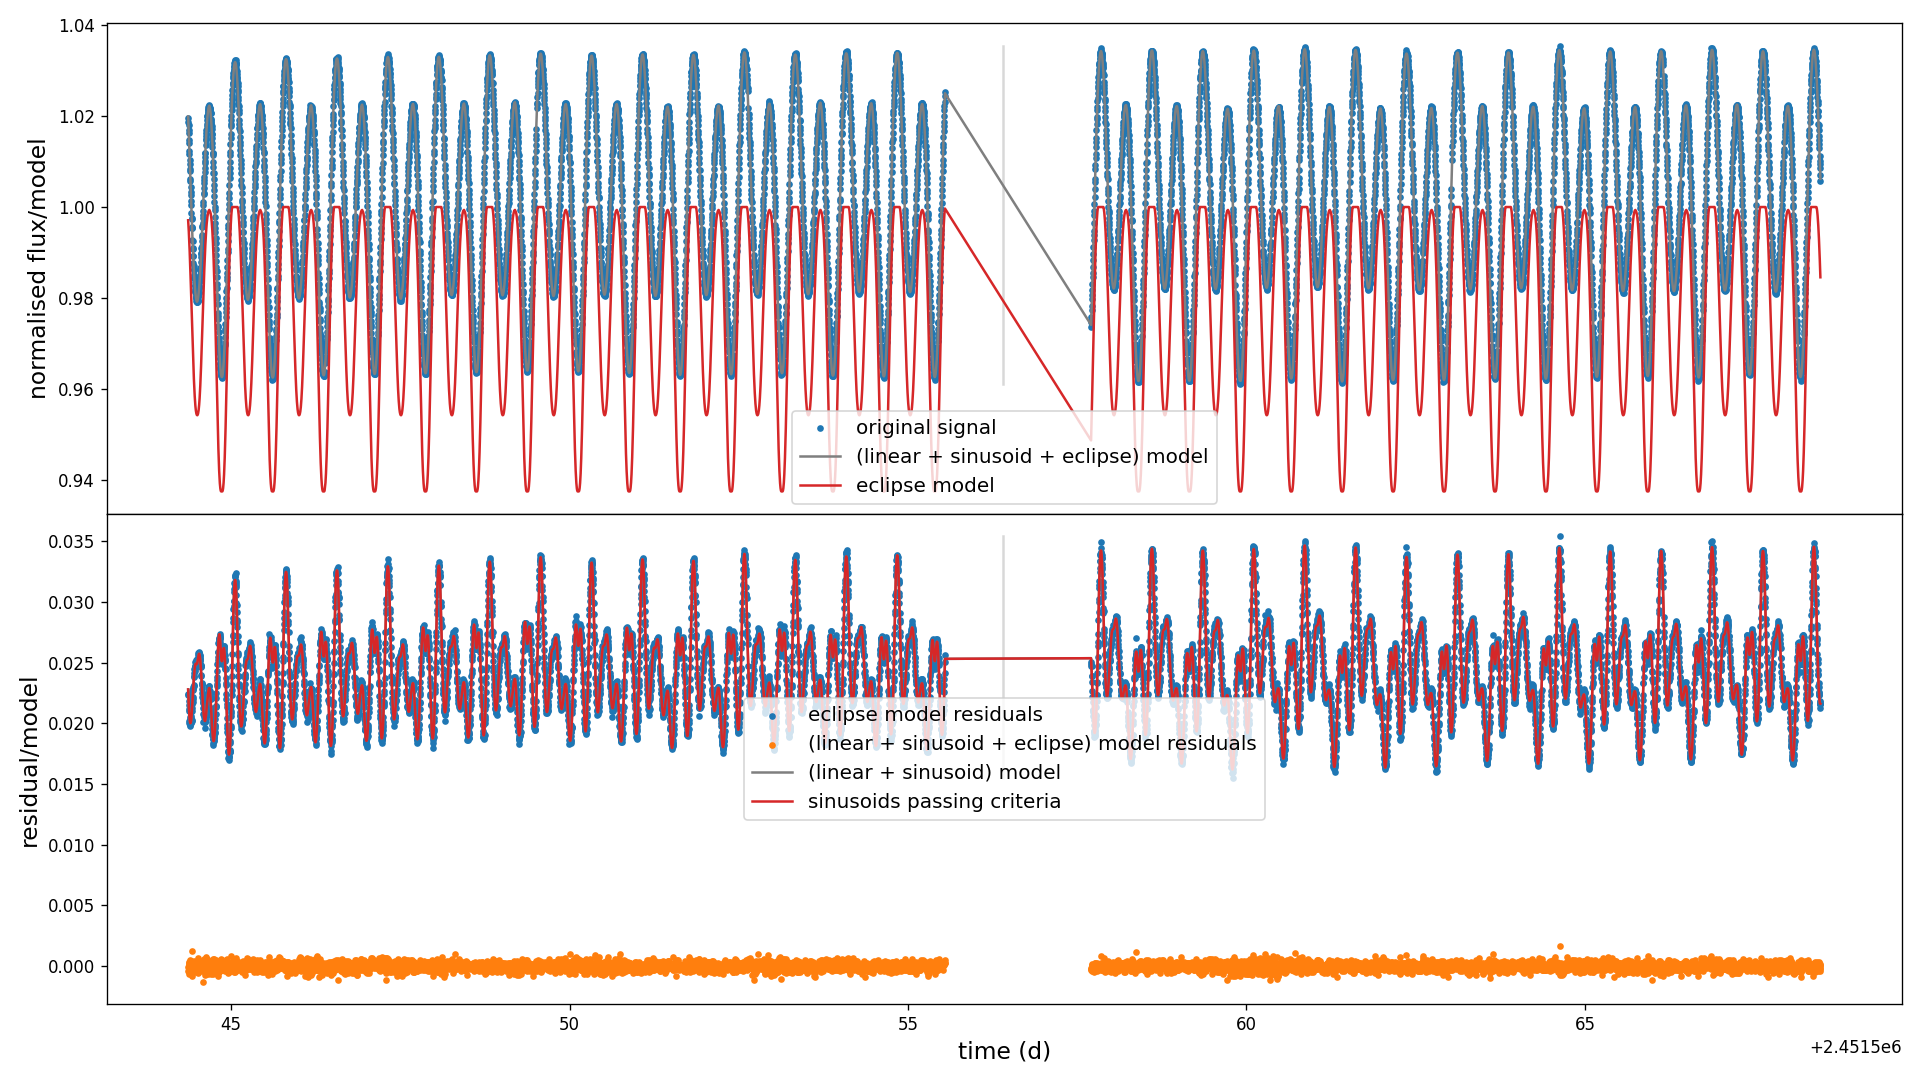 1.04
1.02
1.00
0.98
0.96
0.94
normalised flux/model
original signal
(linear + sinusoid + eclipse) model
eclipse model
0.035
0.030
0.025
0.020
0.015
0.010
0.005
0.000
residual/model
eclipse model residuals
(linear + sinusoid + eclipse) model residuals
(linear + sinusoid) model
sinusoids passing criteria
45 50 55 60 65
time (d)
+2.4515e6